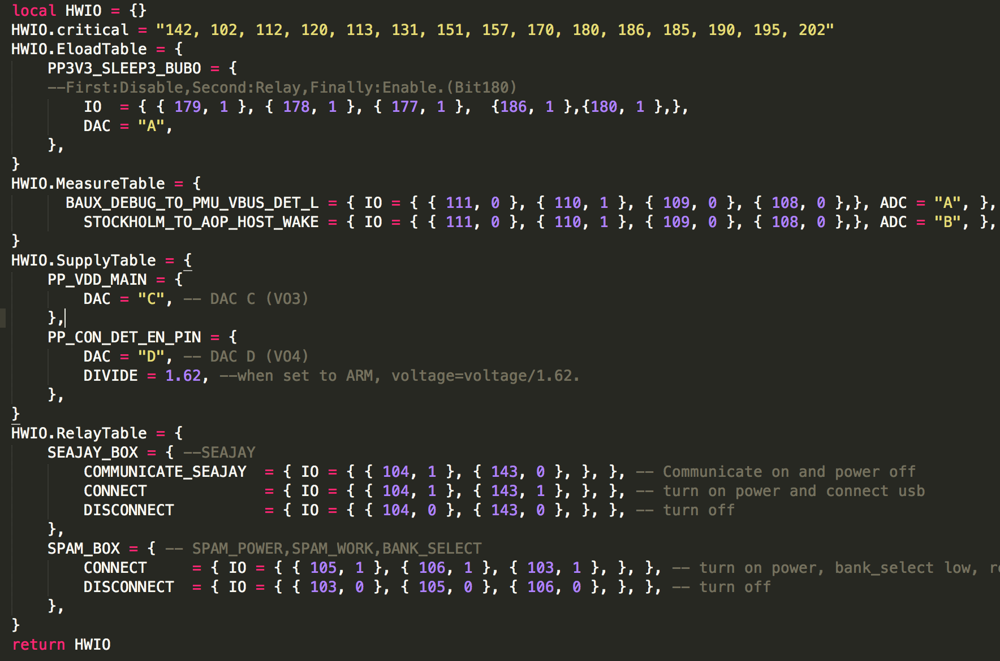 local HWIO = {}
HWIO.critical = "142, 102, 112, 120, 113, 131, 151, 157, 170, 180, 186, 185, 190, 195, 202"
HWIO.EloadTable = {
    PP3V3_SLEEP3_BUBO = {
    --First:Disable,Second:Relay,Finally:Enable.(Bit180)
        IO  = { { 179, 1 }, { 178, 1 }, { 177, 1 },  {186, 1 },{180, 1 },},
        DAC = "A",
    },
}
HWIO.MeasureTable = {
      BAUX_DEBUG_TO_PMU_VBUS_DET_L = { IO = { { 111, 0 }, { 110, 1 }, { 109, 0 }, { 108, 0 },}, ADC = "A", },
        STOCKHOLM_TO_AOP_HOST_WAKE = { IO = { { 111, 0 }, { 110, 1 }, { 109, 0 }, { 108, 0 },}, ADC = "B", },
}
HWIO.SupplyTable = {
    PP_VDD_MAIN = {
        DAC = "C", -- DAC C (VO3)
    },
    PP_CON_DET_EN_PIN = {
        DAC = "D", -- DAC D (VO4)
        DIVIDE = 1.62, --when set to ARM, voltage=voltage/1.62.
    },
}
HWIO.RelayTable = {
    SEAJAY_BOX = { --SEAJAY
        COMMUNICATE_SEAJAY  = { IO = { { 104, 1 }, { 143, 0 }, }, }, -- Communicate on and power off
        CONNECT             = { IO = { { 104, 1 }, { 143, 1 }, }, }, -- turn on power and connect usb
        DISCONNECT          = { IO = { { 104, 0 }, { 143, 0 }, }, }, -- turn off
    },
    SPAM_BOX = { -- SPAM_POWER,SPAM_WORK,BANK_SELECT
        CONNECT     = { IO = { { 105, 1 }, { 106, 1 }, { 103, 1 }, }, }, -- turn on power, bank_select low,
        DISCONNECT  = { IO = { { 103, 0 }, { 105, 0 }, { 106, 0 }, }, }, -- turn off
    },
}
return HWIO